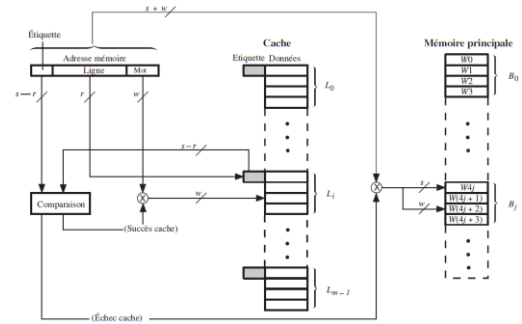 s + w
Étiquette
Adresse mémoire
Ligne
Mot
s — r
r
w
Cache
Etiquette Données
L0
s – r
Li
w
Comparaison
(Succès cache)
(Échec cache)
Lm – 1
Mémoire principale
W0
W1
W2
W3
B0
s
w
W4j
W(4j + 1)
W(4j + 2)
W(4j + 3)
Bj